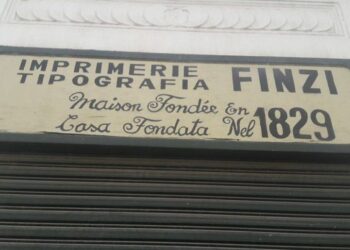 IMPRIMERIE FINZI
TIPOGRAFIA
Maison Fondée En 1829
Casa Fondata Nel